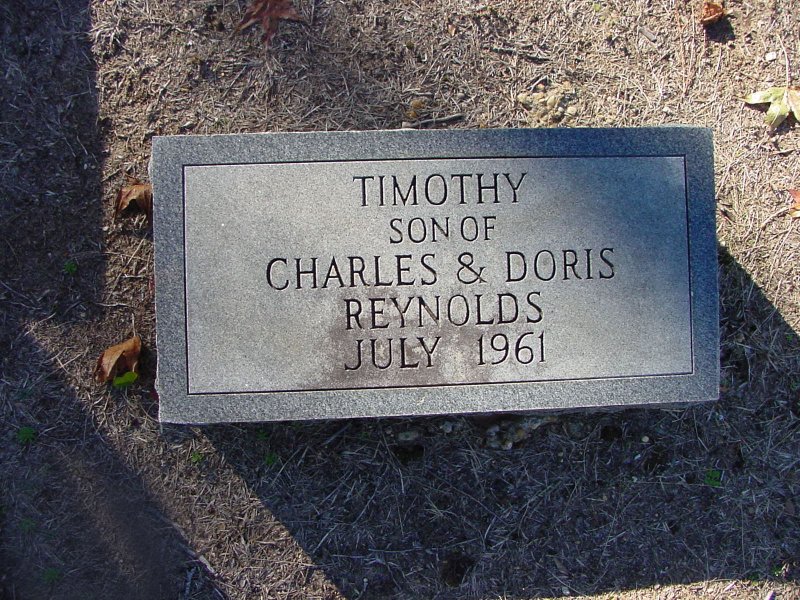 TIMOTHY
SON OF
CHARLES & DORIS
REYNOLDS
JULY 1961